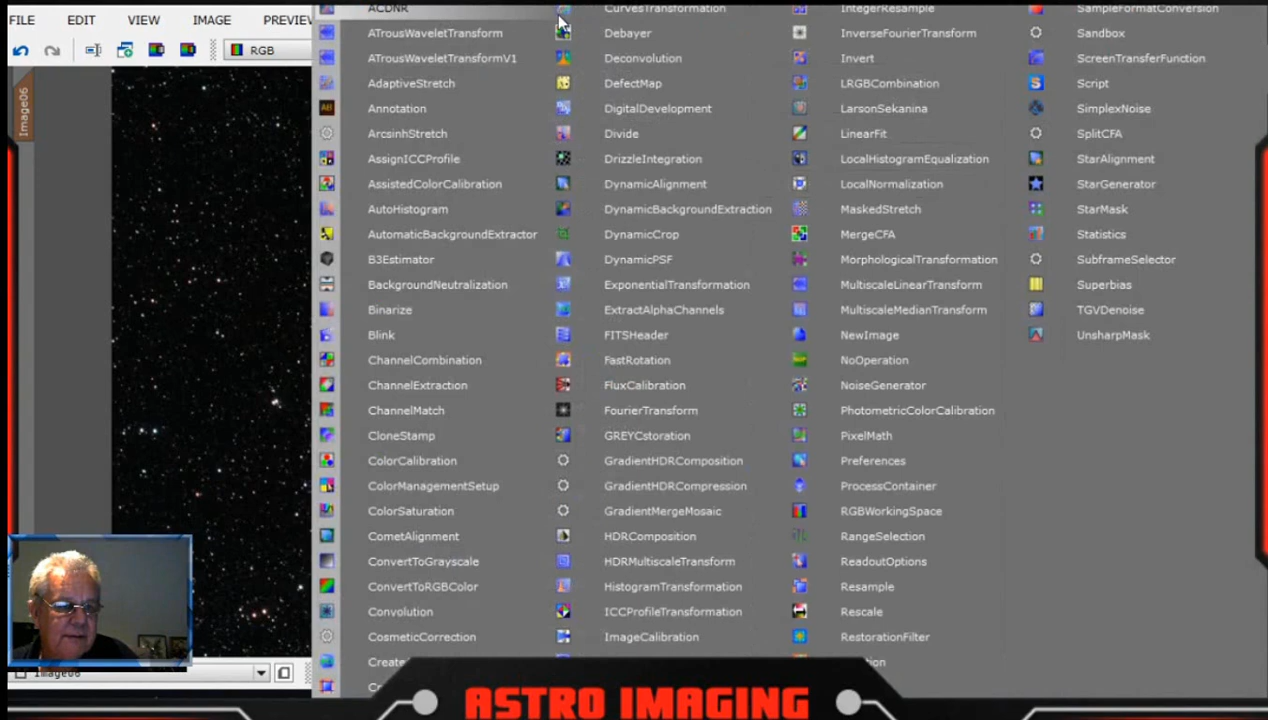 FILE EDIT VIEW IMAGE PREVIEW
RGB
Image06
ACDNR
ATrousWaveletTransform
ATrousWaveletTransformV1
AdaptiveStretch
Annotation
ArcsinhStretch
AssignICCProfile
AssistedColorCalibration
AutoHistogram
AutomaticBackgroundExtractor
B3Estimator
BackgroundNeutralization
Binarize
Blink
ChannelCombination
ChannelExtraction
ChannelMatch
CloneStamp
ColorCalibration
ColorManagementSetup
ColorSaturation
CometAlignment
ConvertToGrayscale
ConvertToRGBColor
Convolution
CosmeticCorrection
Create
CurvesTransformation
Debayer
Deconvolution
DefectMap
DigitalDevelopment
Divide
DrizzleIntegration
DynamicAlignment
DynamicBackgroundExtraction
DynamicCrop
DynamicPSF
ExponentialTransformation
ExtractAlphaChannels
FITSHeader
FastRotation
FluxCalibration
FourierTransform
GREYCstoration
GradientHDRComposition
GradientHDRCompression
GradientMergeMosaic
HDRComposition
HDRMultiscaleTransform
HistogramTransformation
ICCProfileTransformation
ImageCalibration
IntegerResample
InverseFourierTransform
Invert
LRGBCombination
LarsonSekanina
LinearFit
LocalHistogramEqualization
LocalNormalization
MaskedStretch
MergeCFA
MorphologicalTransformation
MultiscaleLinearTransform
MultiscaleMedianTransform
NewImage
NoOperation
NoiseGenerator
PhotometricColorCalibration
PixelMath
Preferences
ProcessContainer
RGBWorkingSpace
RangeSelection
ReadoutOptions
Resample
Rescale
RestorationFilter
SampleFormatConversion
Sandbox
ScreenTransferFunction
Script
SimplexNoise
SplitCFA
StarAlignment
StarGenerator
StarMask
Statistics
SubframeSelector
Superbias
TGVDenoise
UnsharpMask
Image06
ASTRO IMAGING